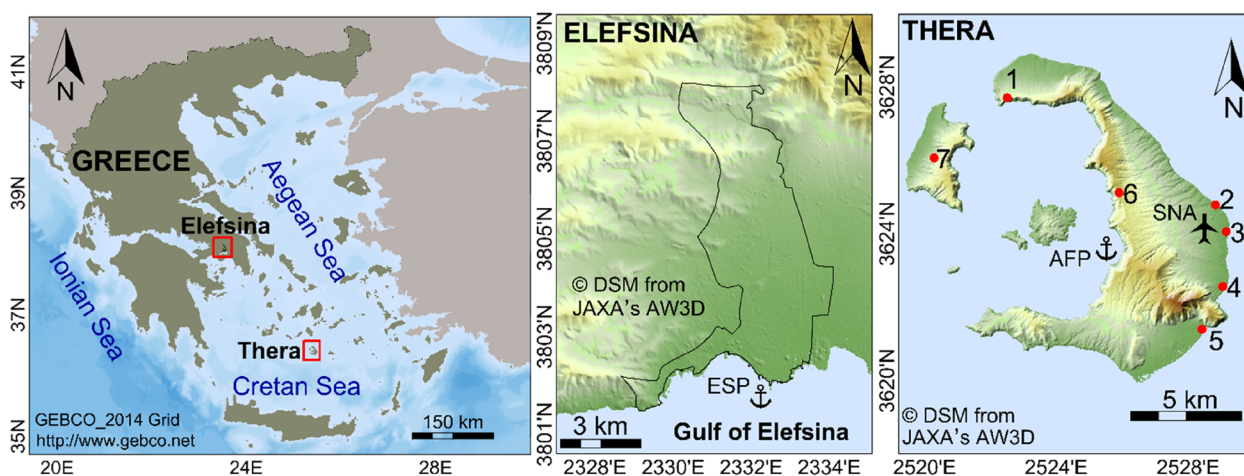 N
GREECE
Aegean Sea
Elefsina
Ionian Sea
Thera
Cretan Sea
GEBCO_2014 Grid
http://www.gebco.net
150 km
41N
39N
37N
35N
20E
24E
28E
ELEFSINA
N
© DSM from
JAXA's AW3D
ESP
3 km
Gulf of Elefsina
3809'N
3807'N
3805'N
3803'N
3801'N
2328'E
2330'E
2332'E
2334'E
THERA
N
1
7
6
2
SNA
3
AFP
4
5
5 km
© DSM from
JAXA's AW3D
3628'N
3624'N
3620'N
2520'E
2524'E
2528'E